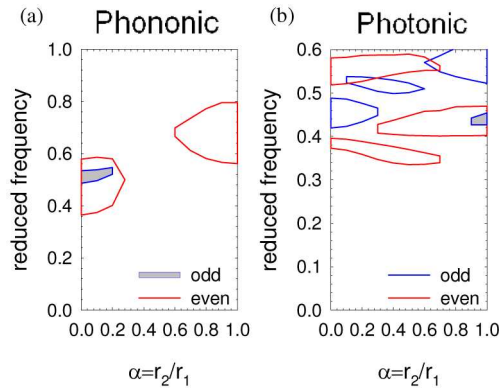 (a) Phononic
(b) Photonic
reduced frequency
1.0
0.8
0.6
0.4
0.2
0.0
0.0 0.2 0.4 0.6 0.8 1.0
odd
even
α=r₂/r₁
reduced frequency
0.6
0.5
0.4
0.3
0.2
0.1
0.0
0.0 0.2 0.4 0.6 0.8 1.0
odd
even
α=r₂/r₁